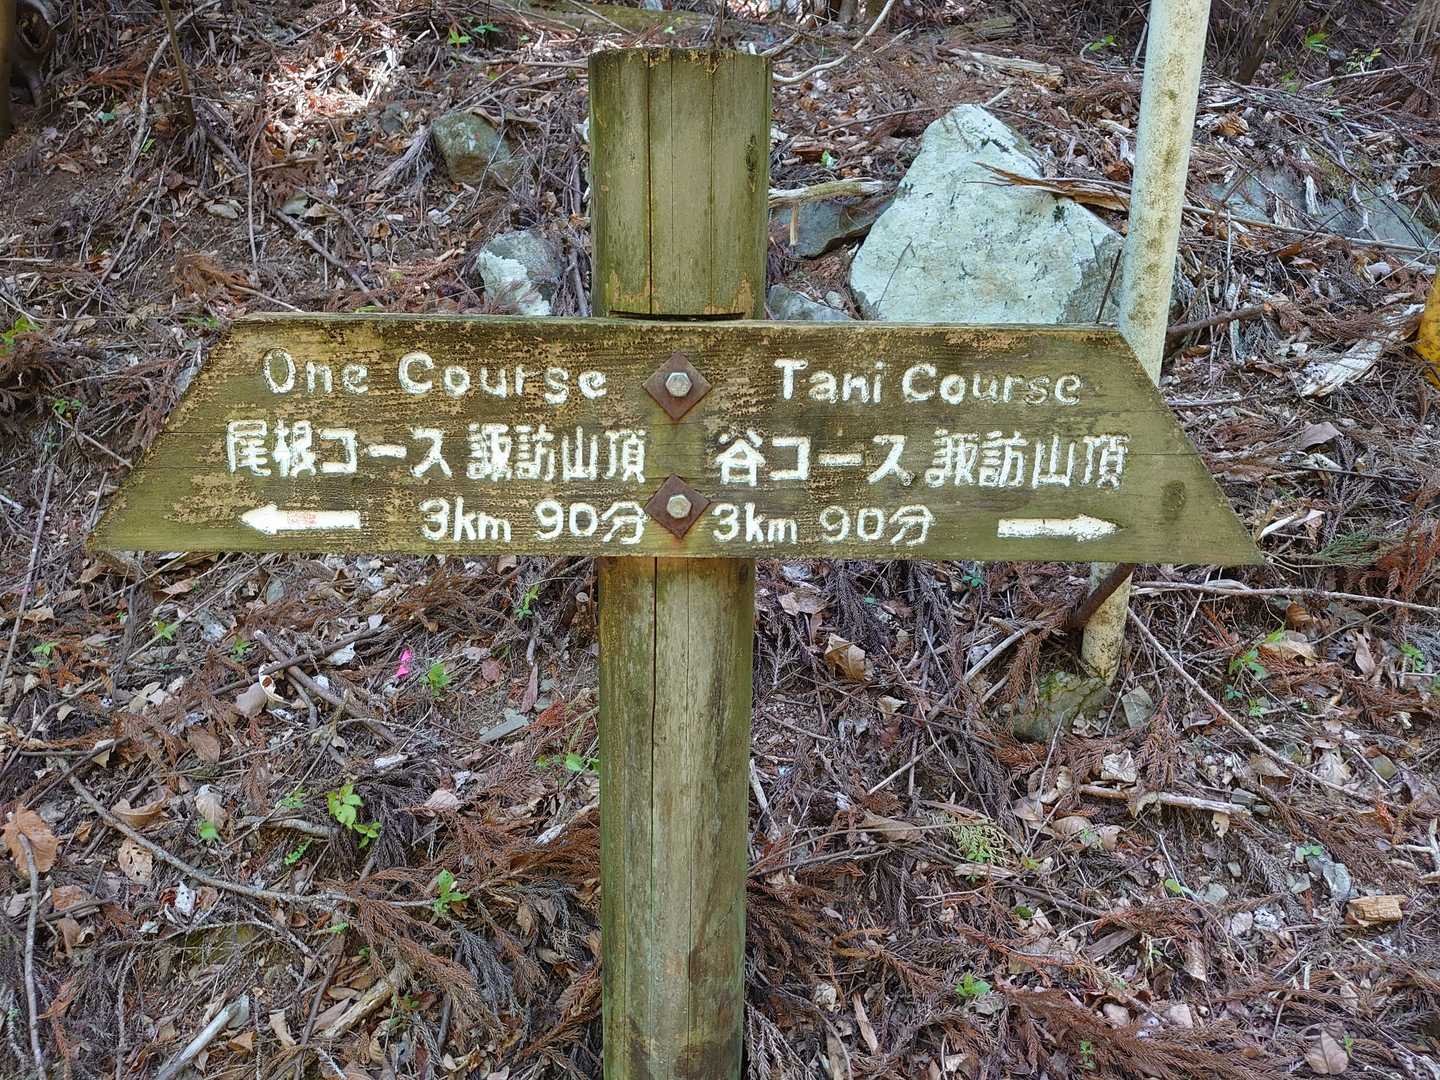 One Course
尾根コース 諏訪山頂
← 3km 90分
Tani Course
谷コース 諏訪山頂
3km 90分 →